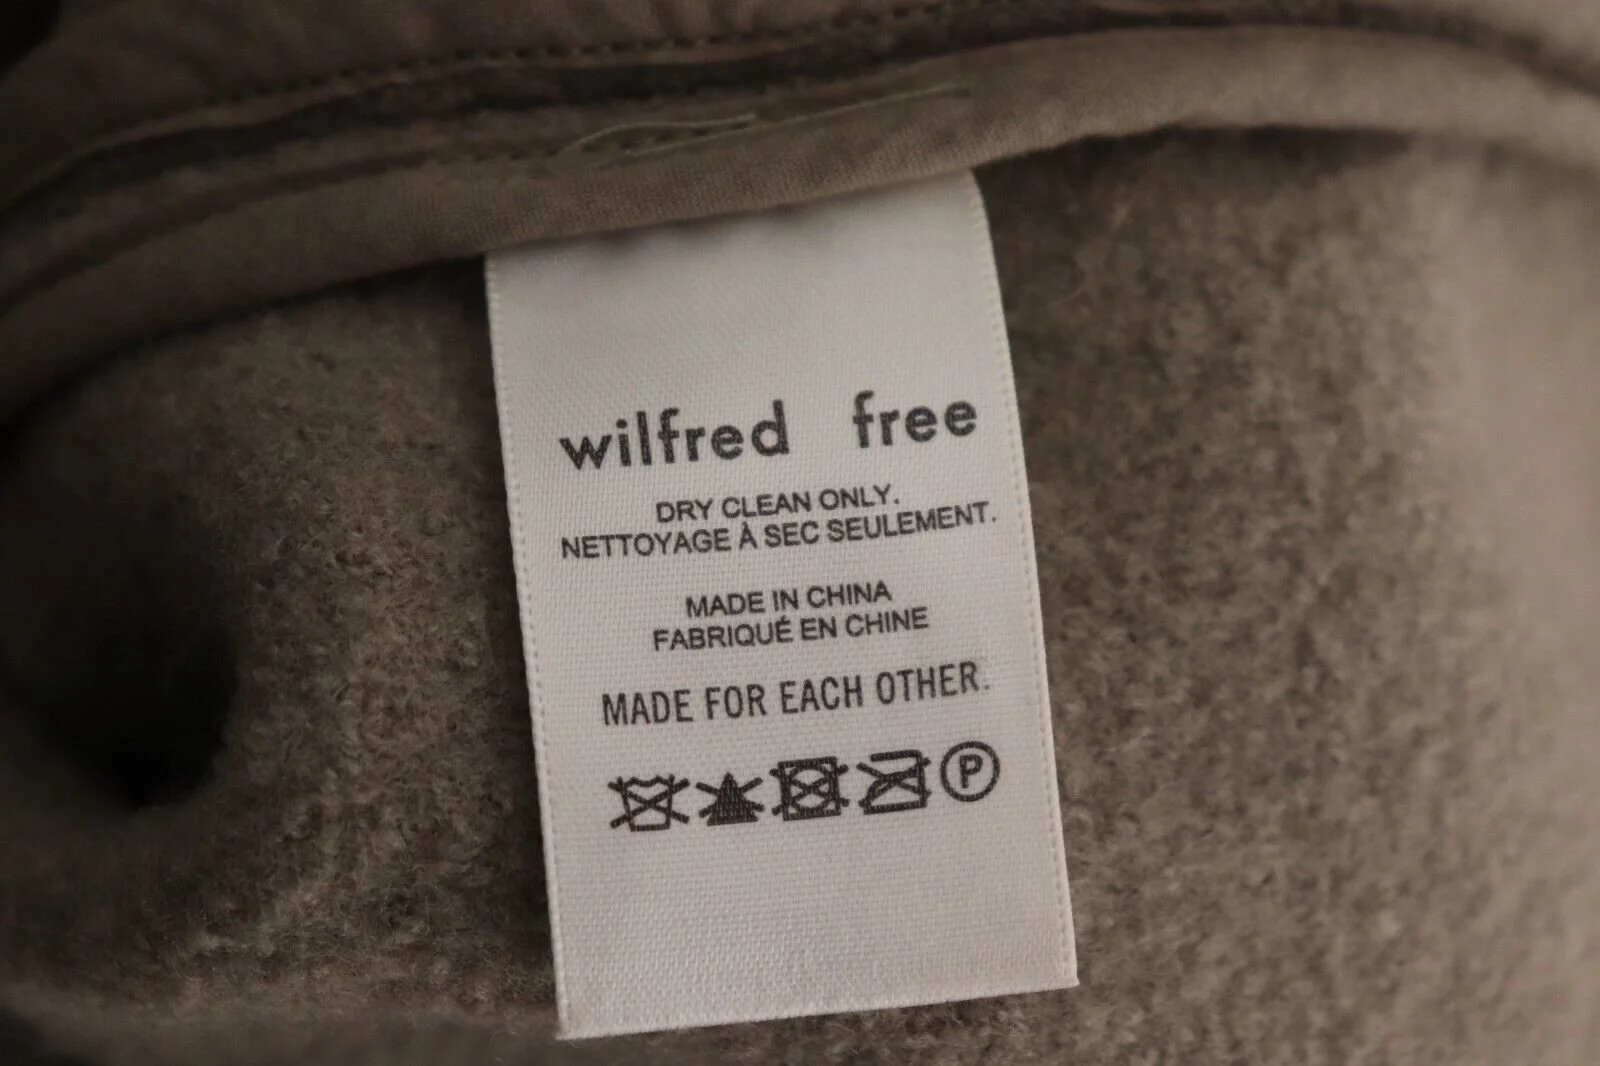 wilfred free
DRY CLEAN ONLY.
NETTOYAGE À SEC SEULEMENT.
MADE IN CHINA
FABRIQUÉ EN CHINE
MADE FOR EACH OTHER.
P